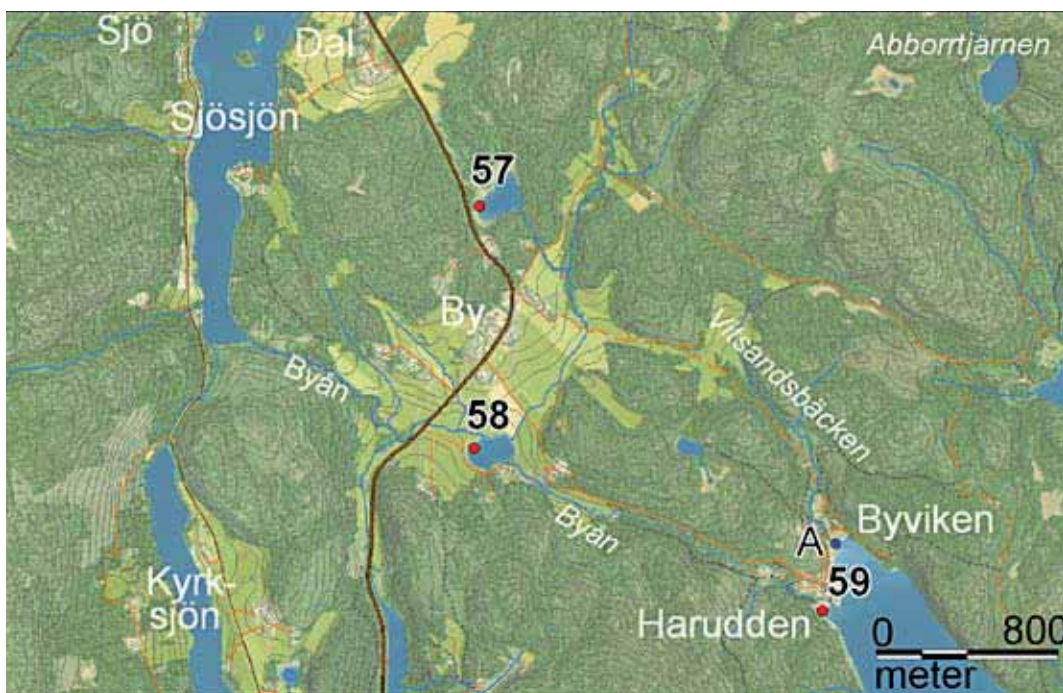 Sjö
Dal
Abborrtjärnen
Sjösjön
57
By
Vitsandsbäcken
Byån
58
Byån
Byviken
A
59
Kyrk-
sjön
Harudden
0 800
meter